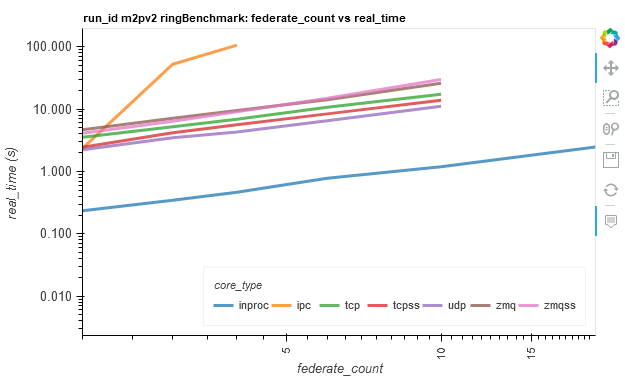 run_id m2pv2 ringBenchmark: federate_count vs real_time
100.000
10.000
1.000
0.100
0.010
real_time (s)
core_type
inproc ipc tcp tcpss udp zmq zmqss
5 10 15
federate_count